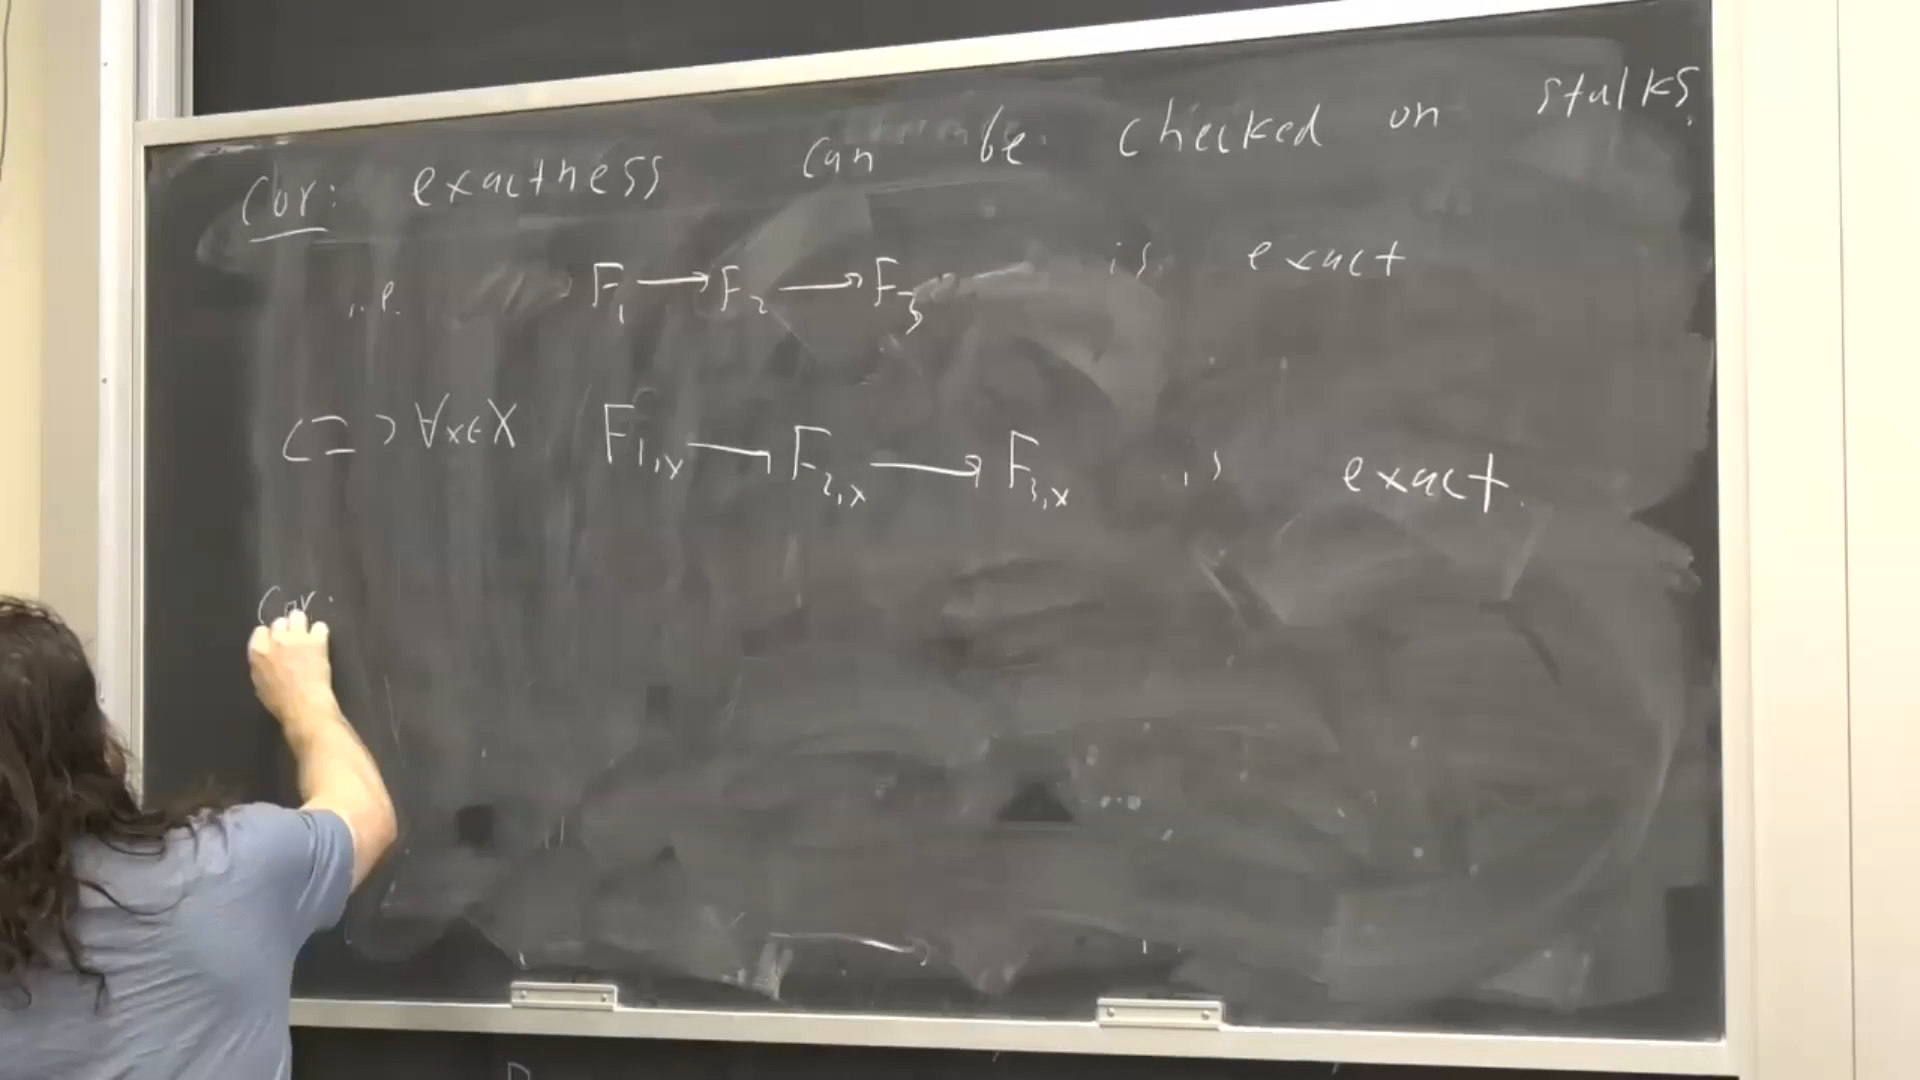 Cor: exactness can be checked on stalks.
i.e. F₁ → F₂ → F₃ is exact
<=> ∀x∈X F₁,ₓ → F₂,ₓ → F₃,ₓ is exact.
Cor: